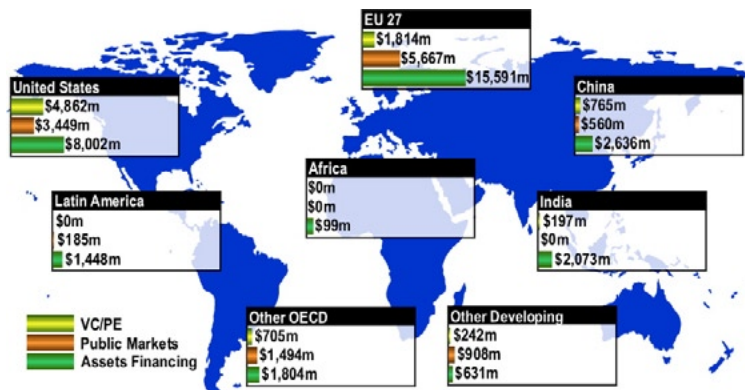 EU 27
$1,814m
$5,667m
$15,591m
United States
$4,862m
$3,449m
$8,002m
China
$765m
$560m
$2,636m
Africa
$0m
$0m
$99m
Latin America
$0m
$185m
$1,448m
India
$197m
$0m
$2,073m
VC/PE
Public Markets
Assets Financing
Other OECD
$705m
$1,494m
$1,804m
Other Developing
$242m
$908m
$631m